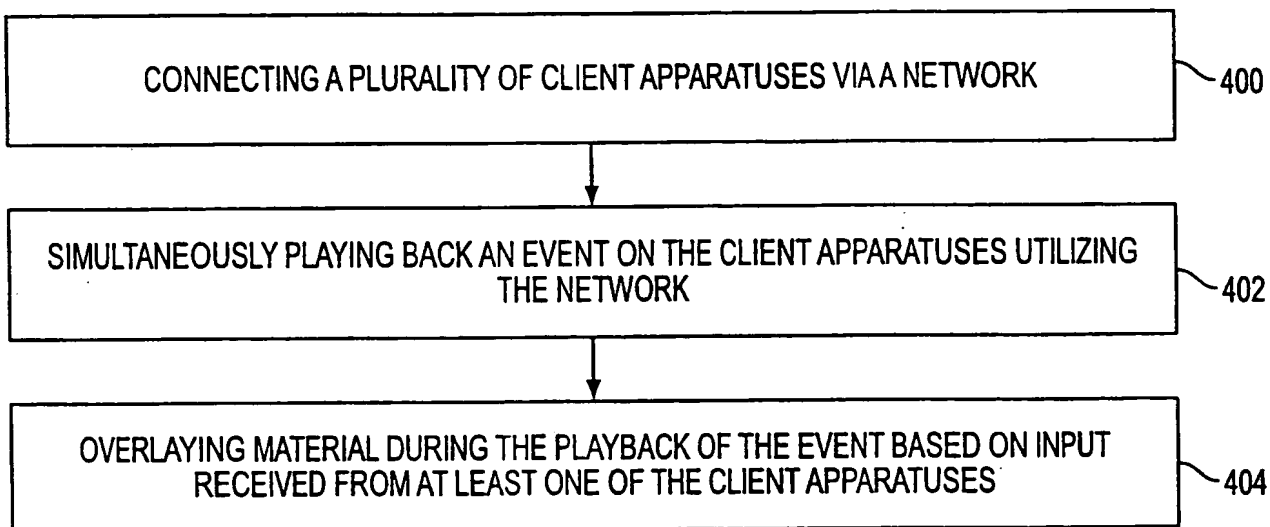 CONNECTING A PLURALITY OF CLIENT APPARATUSES VIA A NETWORK
400
SIMULTANEOUSLY PLAYING BACK AN EVENT ON THE CLIENT APPARATUSES UTILIZING
THE NETWORK
402
OVERLAYING MATERIAL DURING THE PLAYBACK OF THE EVENT BASED ON INPUT
RECEIVED FROM AT LEAST ONE OF THE CLIENT APPARATUSES
404